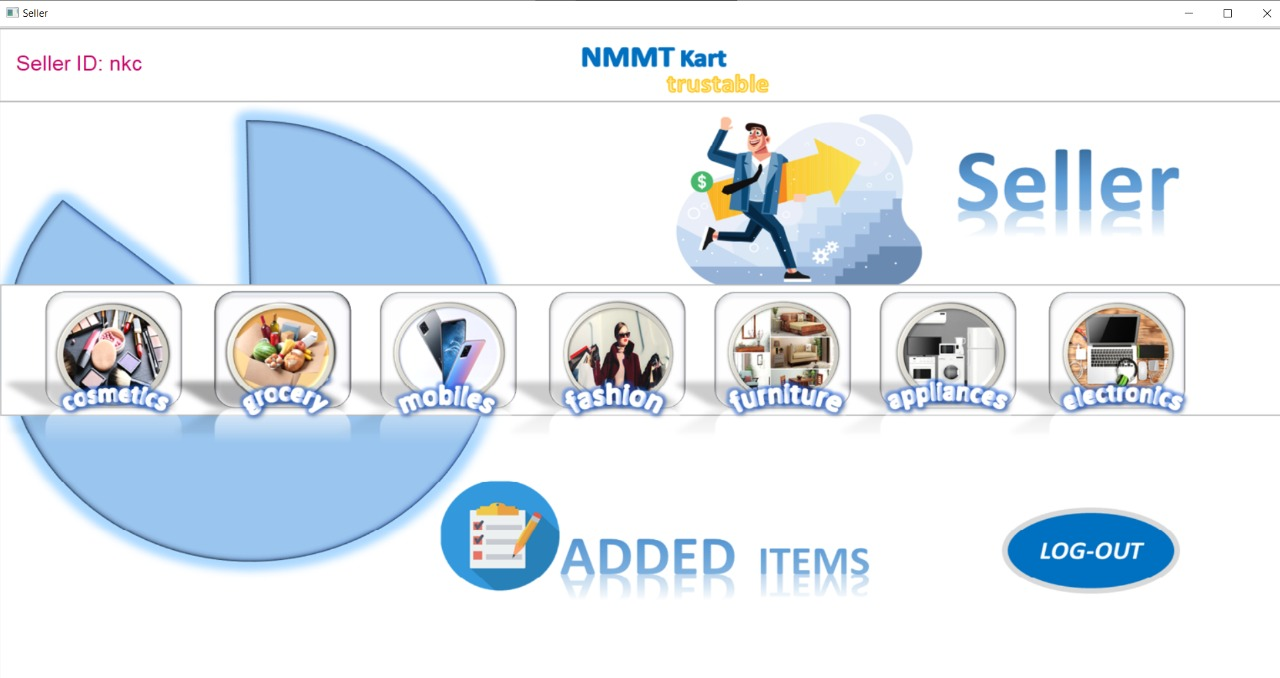 Seller
Seller ID: nkc
NMMT Kart
trustable
$
Seller
cosmetics
grocery
mobiles
fashion
furniture
appliances
electronics
ADDED ITEMS
LOG-OUT